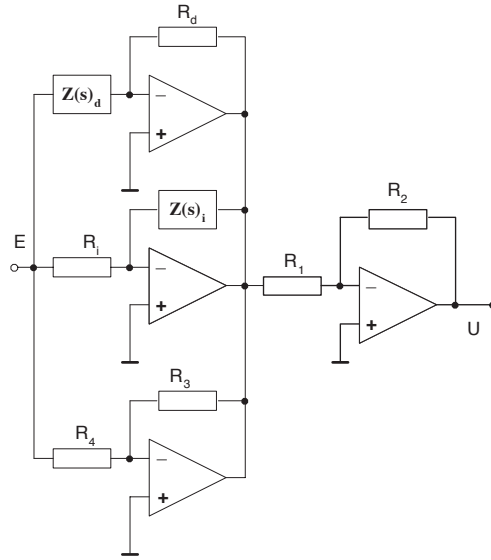 R_d
Z(s)_d
−
+
Z(s)_i
E
R_i
−
+
R_1
R_2
−
+
U
R_3
R_4
−
+